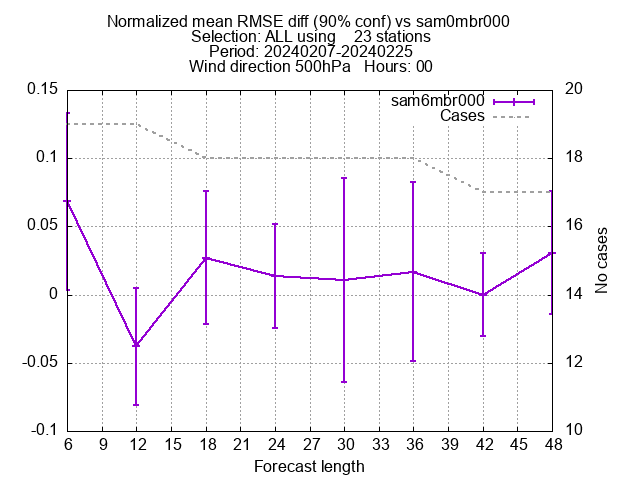 Normalized mean RMSE diff (90% conf) vs sam0mbr000
Selection: ALL using    23 stations
Period: 20240207-20240225
Wind direction 500hPa   Hours: 00
sam6mbr000
Cases
0.15
0.1
0.05
0
-0.05
-0.1
20
18
16
14
12
10
No cases
6 9 12 15 18 21 24 27 30 33 36 39 42 45 48
Forecast length